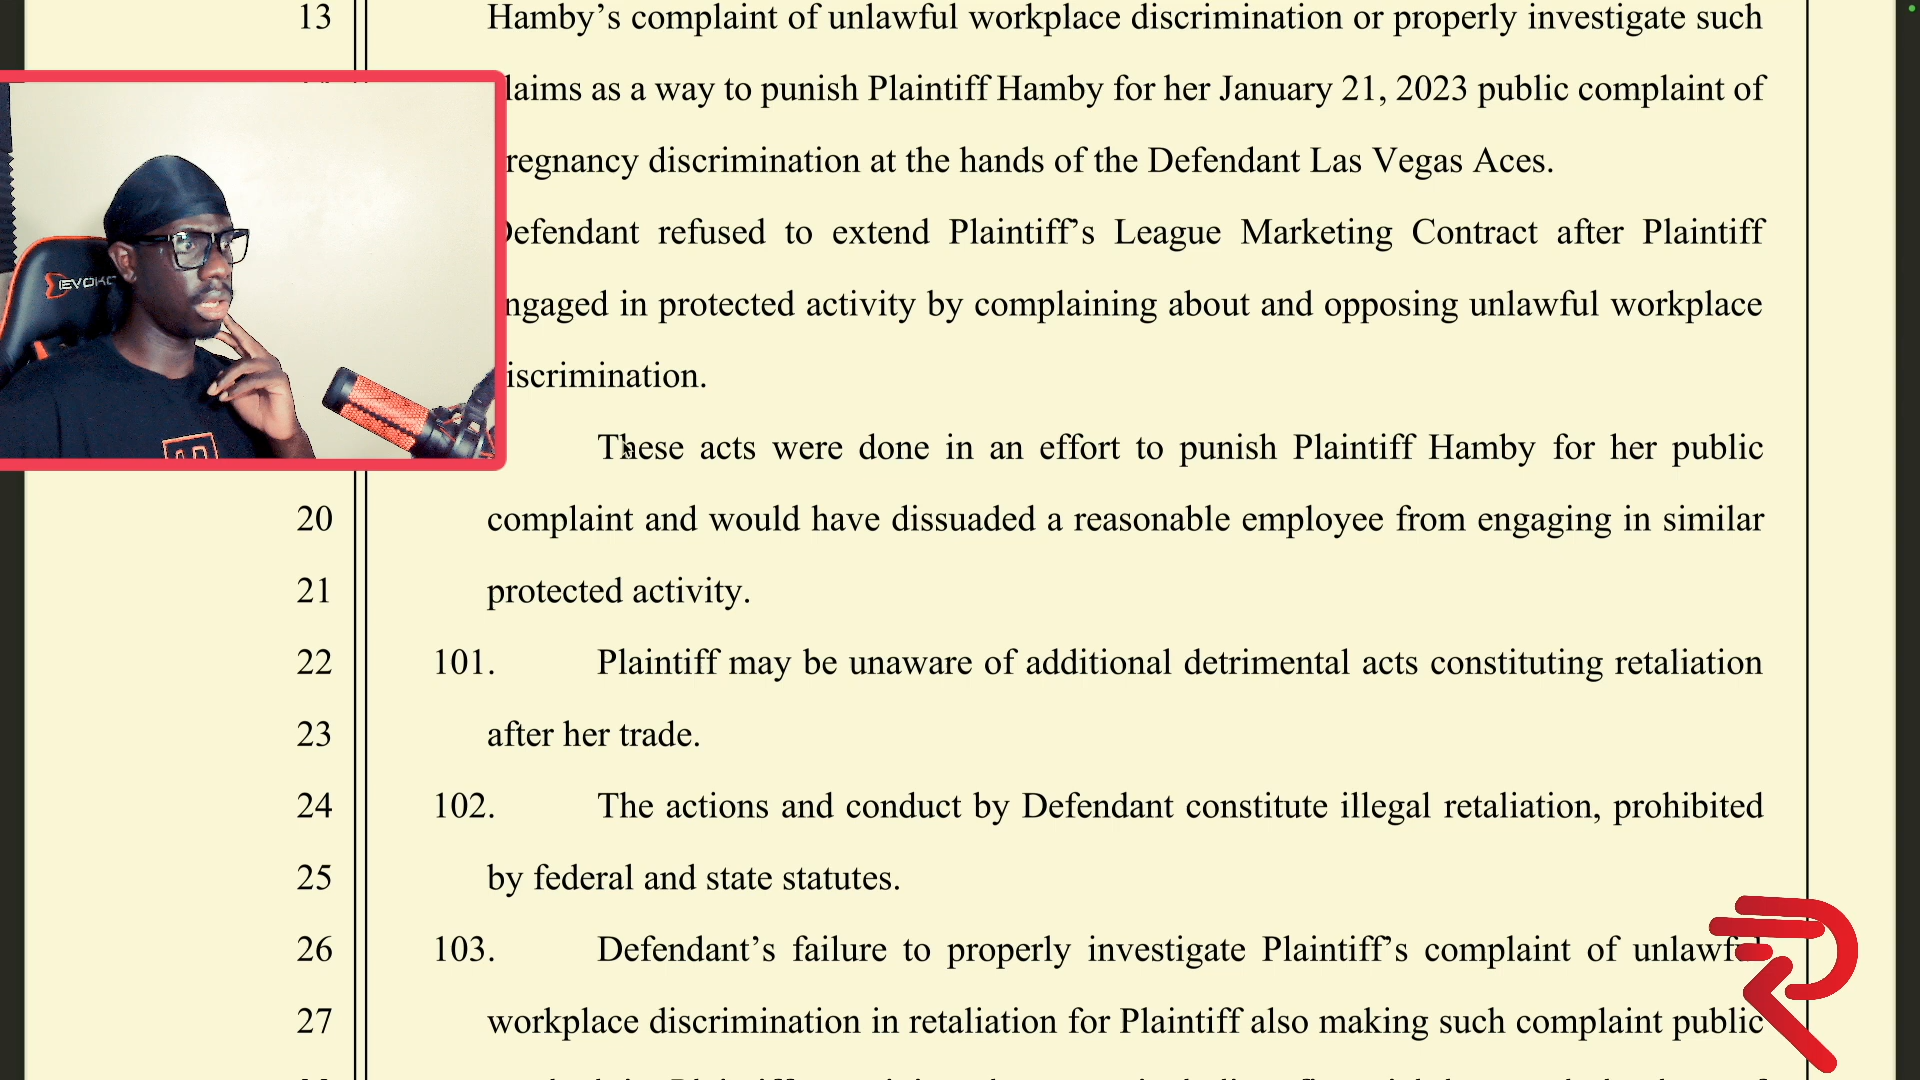 13 Hamby's complaint of unlawful workplace discrimination or properly investigate such
laims as a way to punish Plaintiff Hamby for her January 21, 2023 public complaint of
regnancy discrimination at the hands of the Defendant Las Vegas Aces.
Defendant refused to extend Plaintiff's League Marketing Contract after Plaintiff
ngaged in protected activity by complaining about and opposing unlawful workplace
iscrimination.
These acts were done in an effort to punish Plaintiff Hamby for her public
20 complaint and would have dissuaded a reasonable employee from engaging in similar
21 protected activity.
22 101. Plaintiff may be unaware of additional detrimental acts constituting retaliation
23 after her trade.
24 102. The actions and conduct by Defendant constitute illegal retaliation, prohibited
25 by federal and state statutes.
26 103. Defendant's failure to properly investigate Plaintiff's complaint of unlawful
27 workplace discrimination in retaliation for Plaintiff also making such complaint public